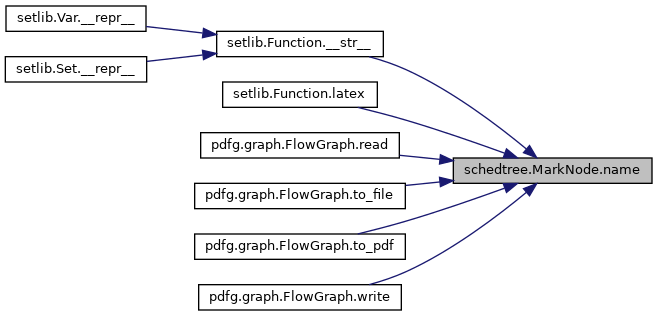 setlib.Var.__repr__
setlib.Function.__str__
setlib.Set.__repr__
setlib.Function.latex
pdfg.graph.FlowGraph.read
schedtree.MarkNode.name
pdfg.graph.FlowGraph.to_file
pdfg.graph.FlowGraph.to_pdf
pdfg.graph.FlowGraph.write